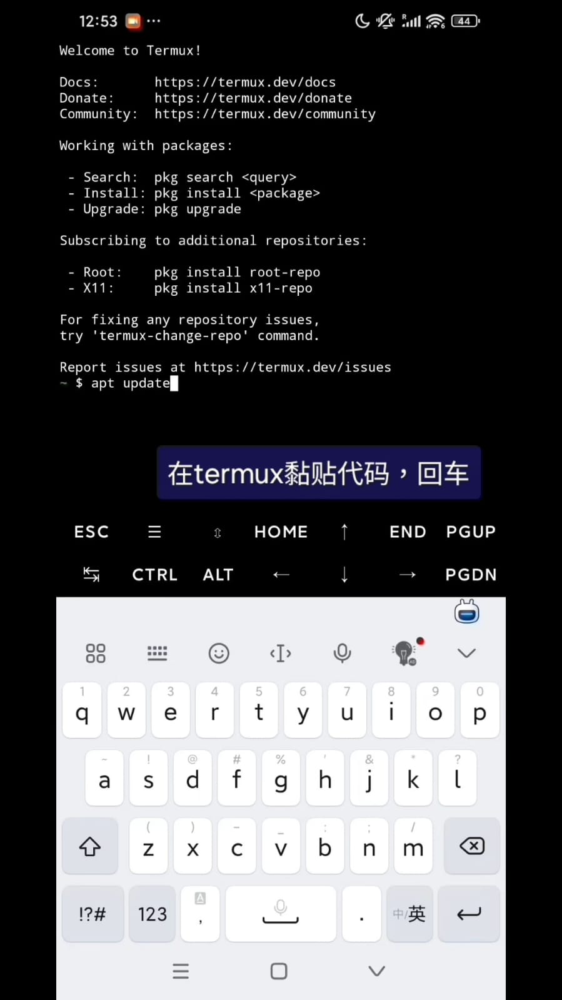 12:53 ...
R 6 44
Welcome to Termux!
Docs: https://termux.dev/docs
Donate: https://termux.dev/donate
Community: https://termux.dev/community
Working with packages:
- Search: pkg search <query>
- Install: pkg install <package>
- Upgrade: pkg upgrade
Subscribing to additional repositories:
- Root: pkg install root-repo
- X11: pkg install x11-repo
For fixing any repository issues,
try 'termux-change-repo' command.
Report issues at https://termux.dev/issues
~ $ apt update
在termux黏贴代码，回车
ESC ☰ ⇳ HOME ↑ END PGUP
↹ CTRL ALT ← ↓ → PGDN
AD
1 2 3 4 5 6 7 8 9 0
q w e r t y u i o p
~ ! @ # % ' & * ?
a s d f g h j k l
( ) - _ : ; /
z x c v b n m
!?# 123 A , . 中/英